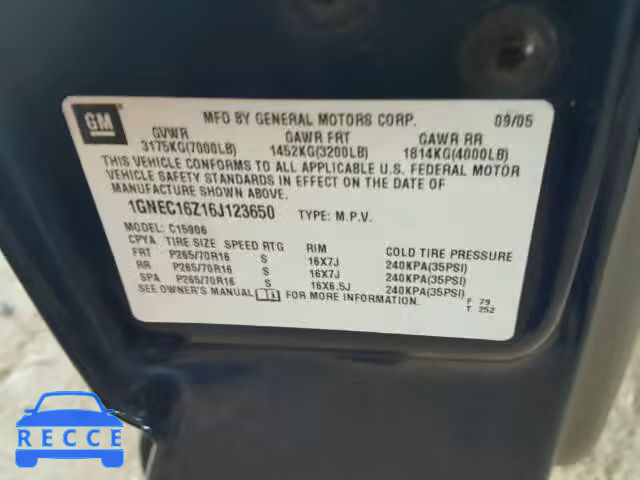 GM
MFD BY GENERAL MOTORS CORP. 09/05
GVWR GAWR FRT GAWR RR
3175KG(7000LB) 1452KG(3200LB) 1814KG(4000LB)
THIS VEHICLE CONFORMS TO ALL APPLICABLE U.S. FEDERAL MOTOR
VEHICLE SAFETY STANDARDS IN EFFECT ON THE DATE OF
MANUFACTURE SHOWN ABOVE.
1GNEC16Z16J123650 TYPE: M.P.V.
MODEL: C15906
CPYA TIRE SIZE SPEED RTG RIM COLD TIRE PRESSURE
FRT P265/70R16 S 16X7J 240KPA(35PSI)
RR P265/70R16 S 16X7J 240KPA(35PSI)
SPA P265/70R16 S 16X6.5J 240KPA(35PSI)
SEE OWNER'S MANUAL FOR MORE INFORMATION. F 79
T 252
RECCE